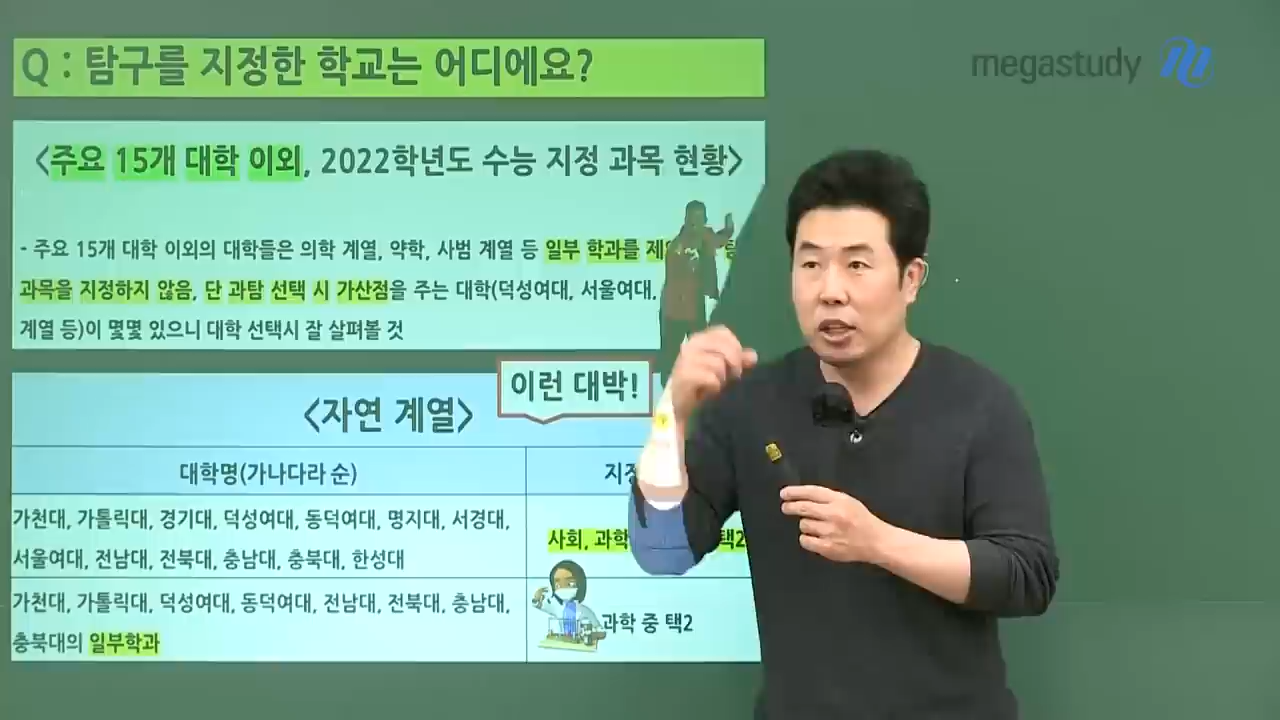 Q : 탐구를 지정한 학교는 어디에요?
megastudy
<주요 15개 대학 이외, 2022학년도 수능 지정 과목 현황>
- 주요 15개 대학 이외의 대학들은 의학 계열, 약학, 사범 계열 등 일부 학과를
과목을 지정하지 않음, 단 과탐 선택 시 가산점을 주는 대학(덕성여대, 서울여대,
계열 등)이 몇몇 있으니 대학 선택시 잘 살펴볼 것
이런 대박!
<자연 계열>
대학명(가나다라 순)
가천대, 가톨릭대, 경기대, 덕성여대, 동덕여대, 명지대, 서경대,
서울여대, 전남대, 전북대, 충남대, 충북대, 한성대
사회, 과학 택2
가천대, 가톨릭대, 덕성여대, 동덕여대, 전남대, 전북대, 충남대,
충북대의 일부학과
과학 중 택2